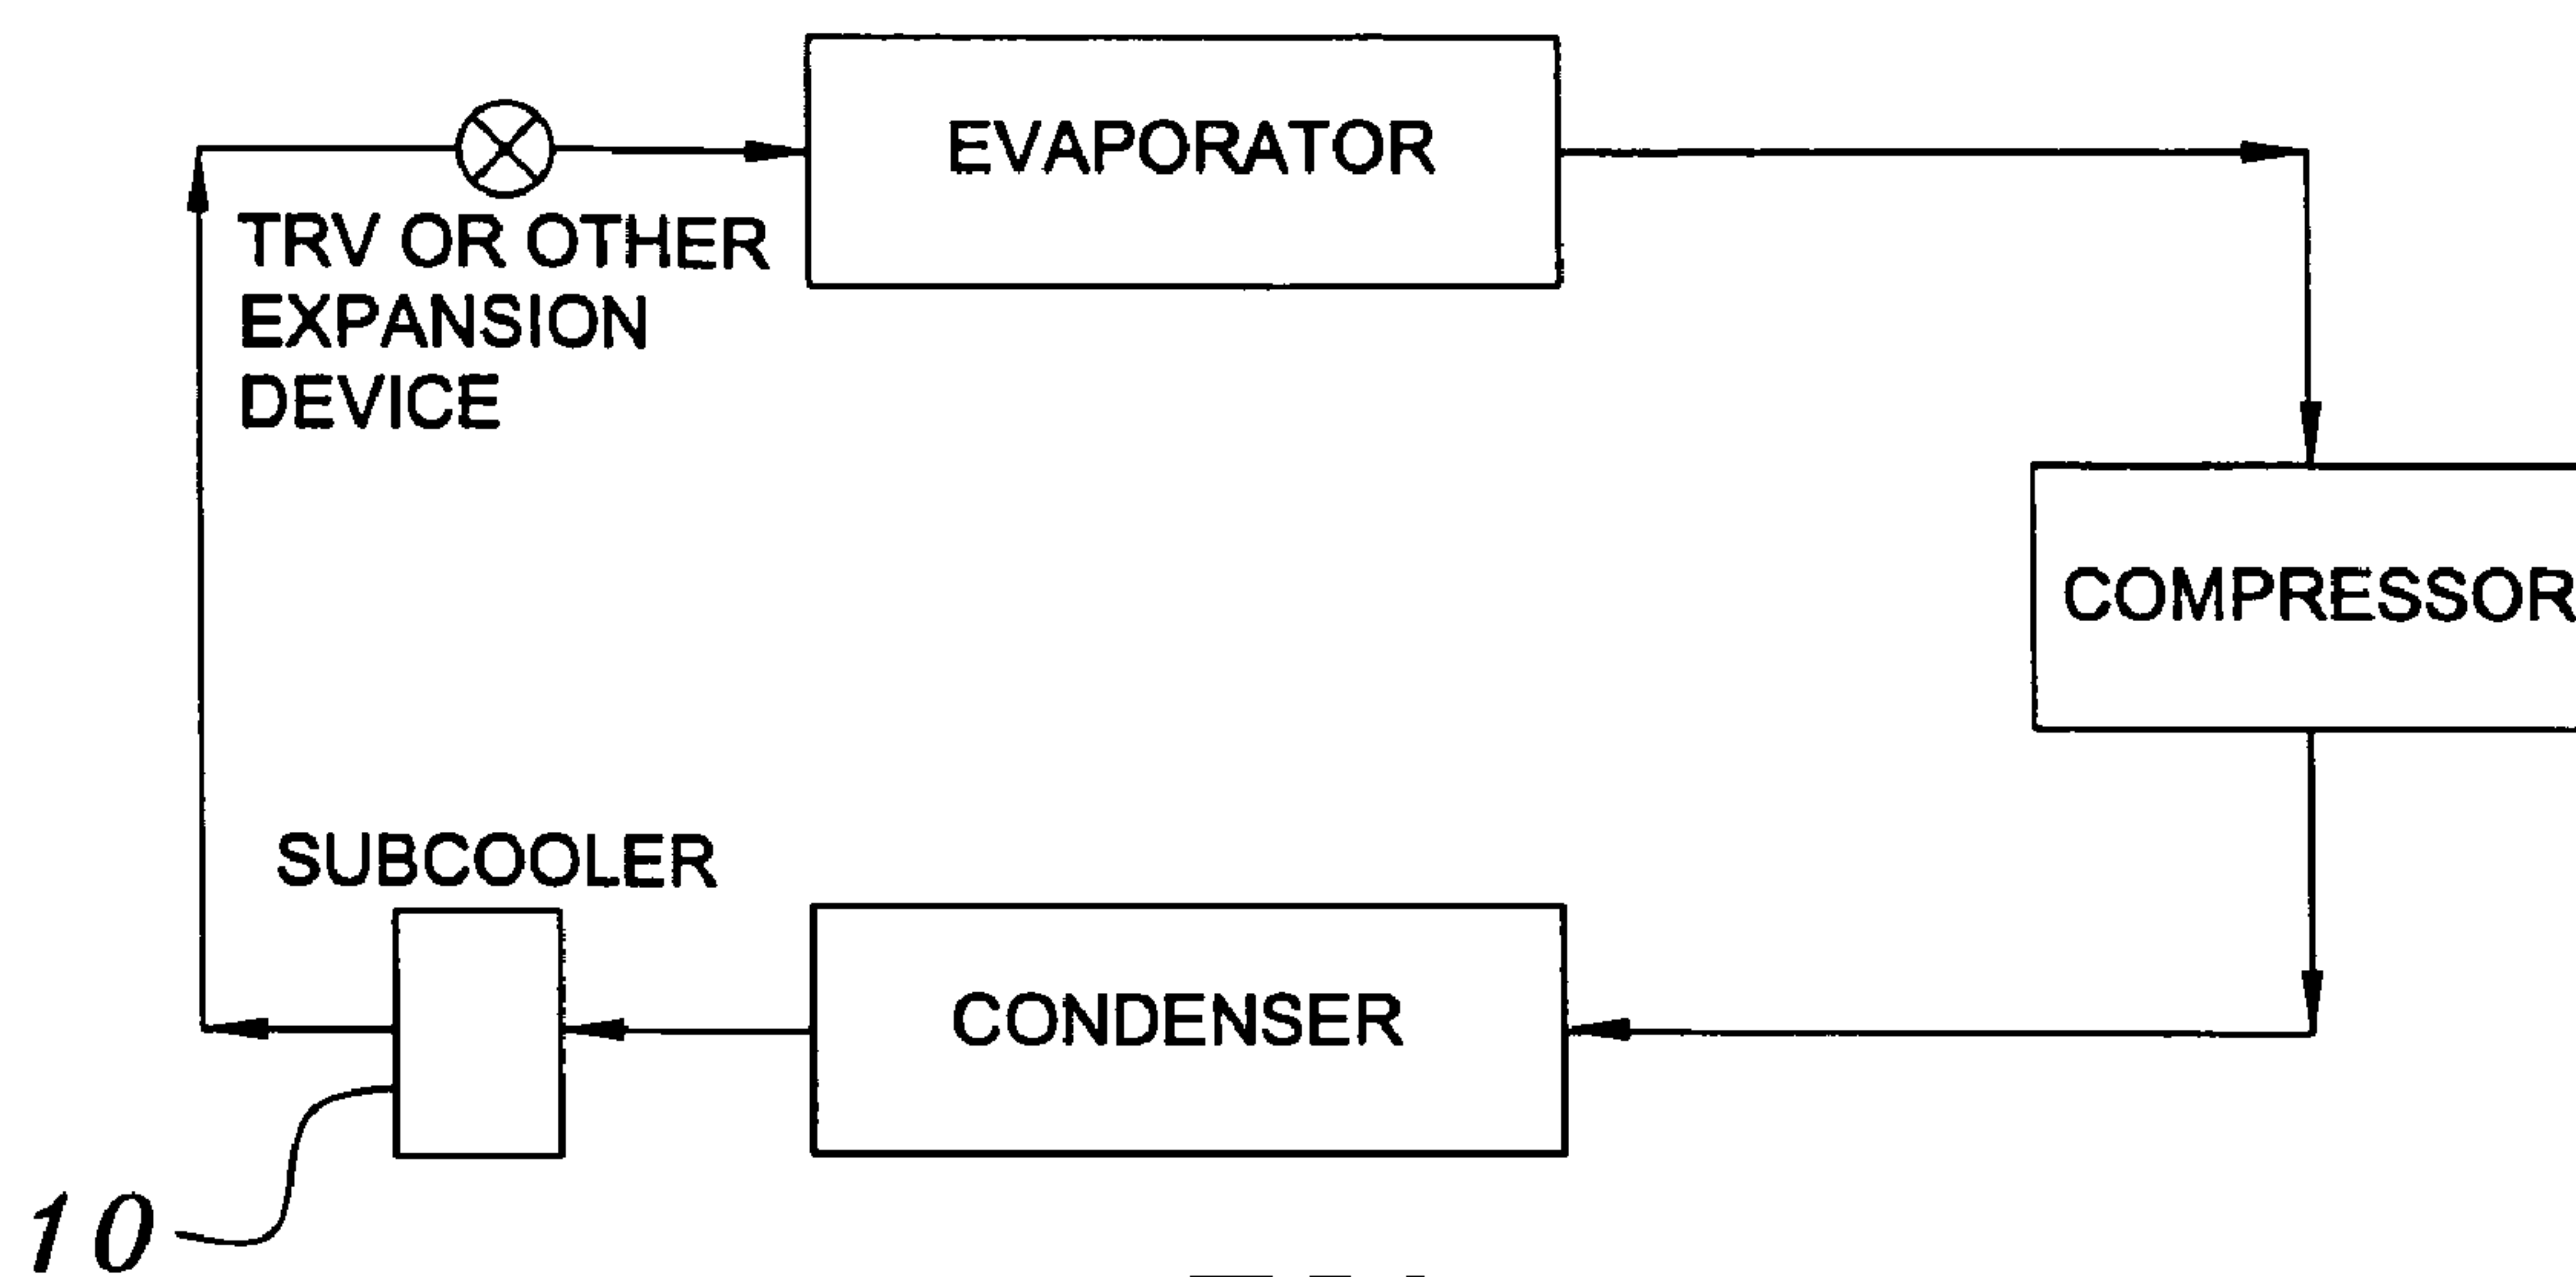 EVAPORATOR
TRV OR OTHER
EXPANSION
DEVICE
COMPRESSOR
SUBCOOLER
CONDENSER
10